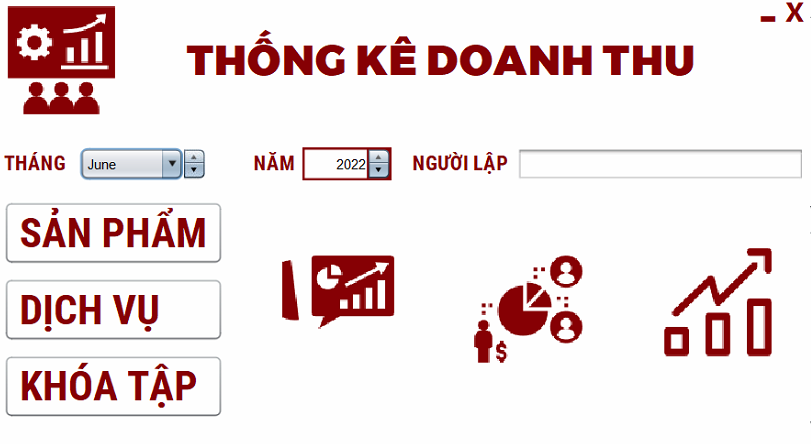 X
THỐNG KÊ DOANH THU
THÁNG June NĂM 2022 NGƯỜI LẬP
SẢN PHẨM
DỊCH VỤ
KHÓA TẬP
$